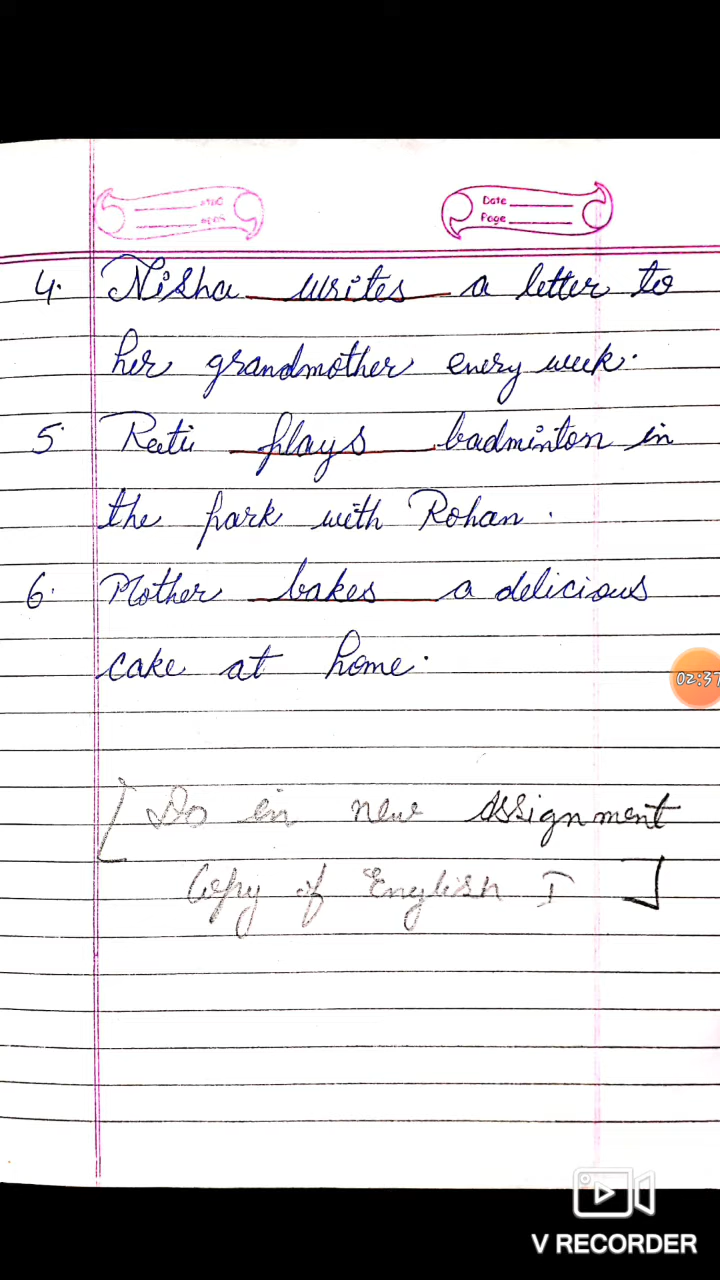 Date
Page
4. Nisha writes a letter to
her grandmother every week.
5. Reeti plays badminton in
the park with Rohan.
6. Mother bakes a delicious
cake at home.
[Do in new assignment
Copy of English I]
02:37
V RECORDER